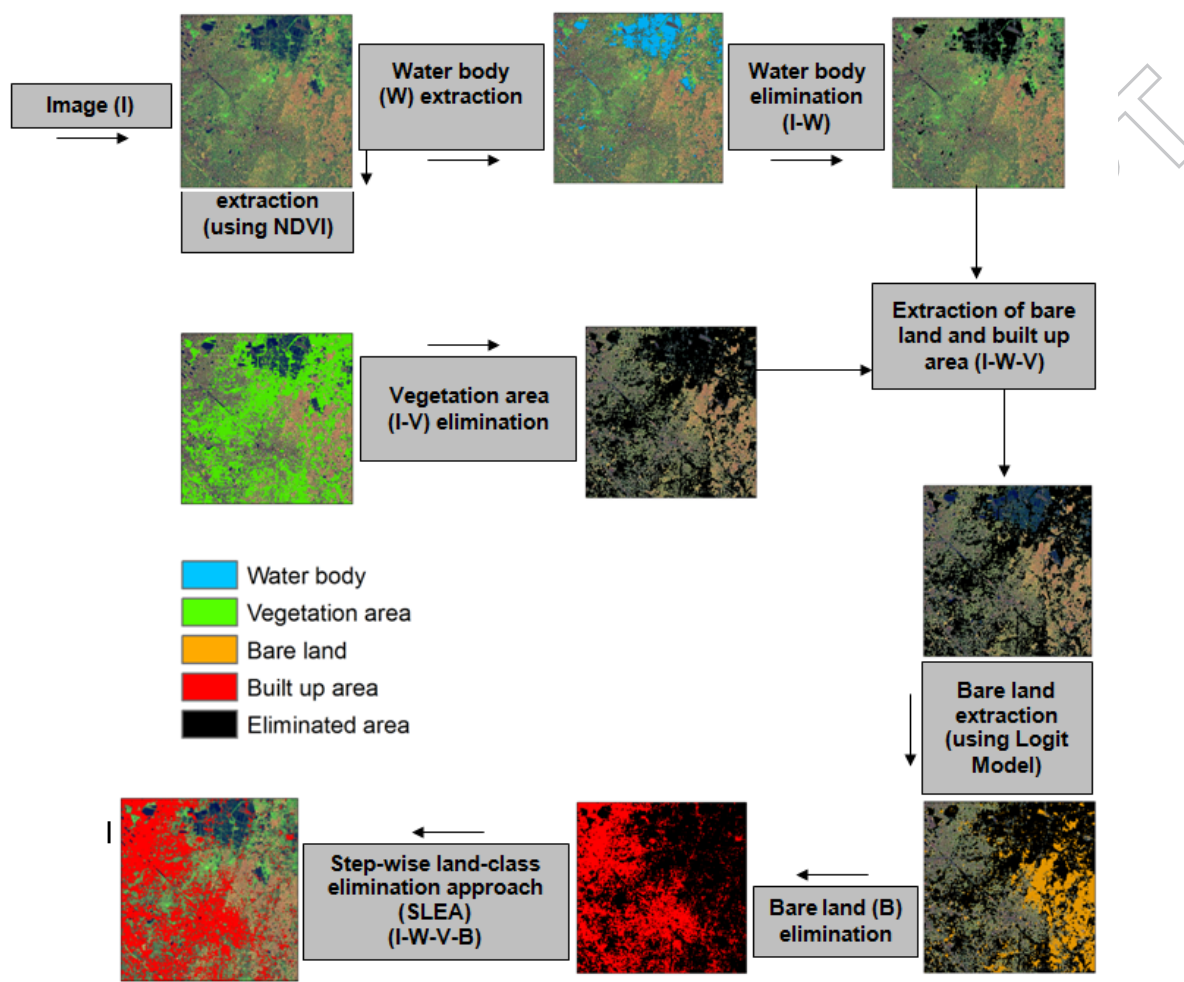 Image (I)
Water body
(W) extraction
Water body
elimination
(I-W)
extraction
(using NDVI)
Extraction of bare
land and built up
area (I-W-V)
Vegetation area
(I-V) elimination
Water body
Vegetation area
Bare land
Built up area
Eliminated area
Bare land
extraction
(using Logit
Model)
Bare land (B)
elimination
Step-wise land-class
elimination approach
(SLEA)
(I-W-V-B)
I
T